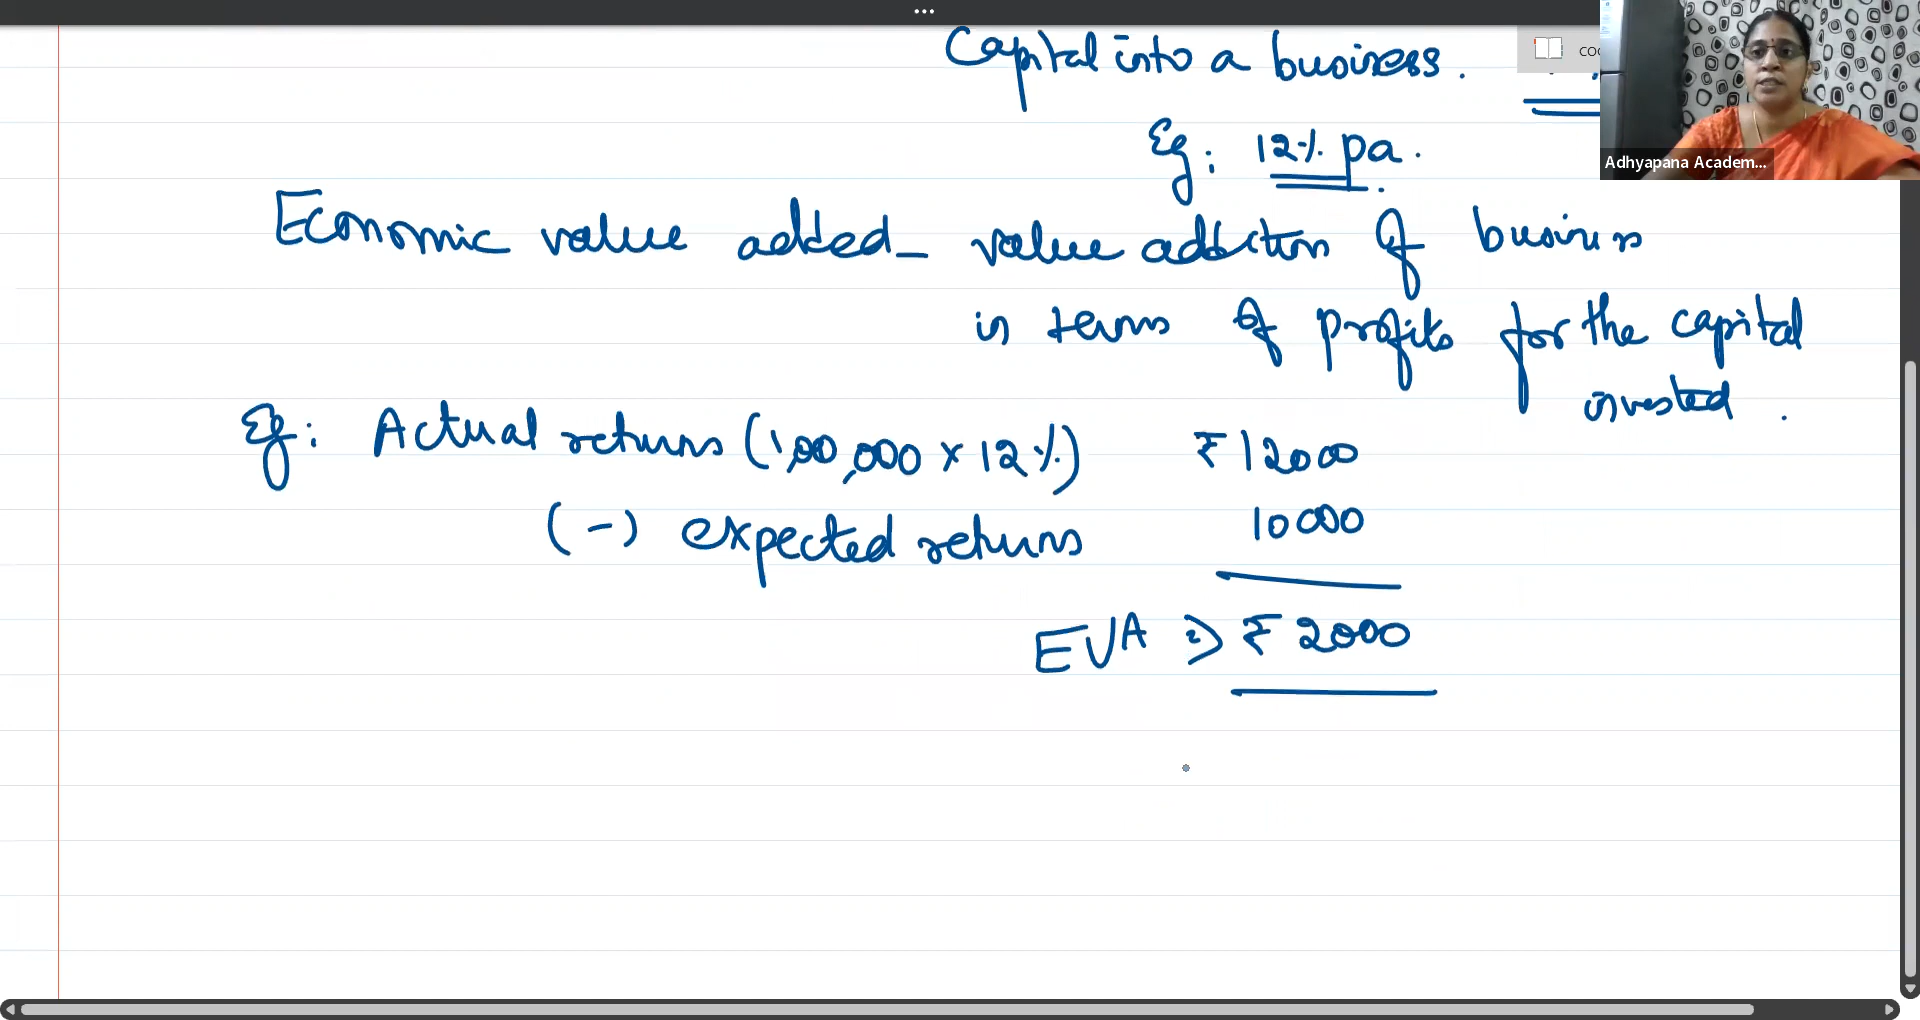 ...
Capital into a business.
COC
Adhyapana Academ...
Eg: 12% pa.
Economic value added - value addition of business
in terms of profits for the capital
invested.
Eg: Actual returns (1,00,000 × 12%) ₹12000
(-) expected returns 10000
EVA ⇒ ₹ 2000